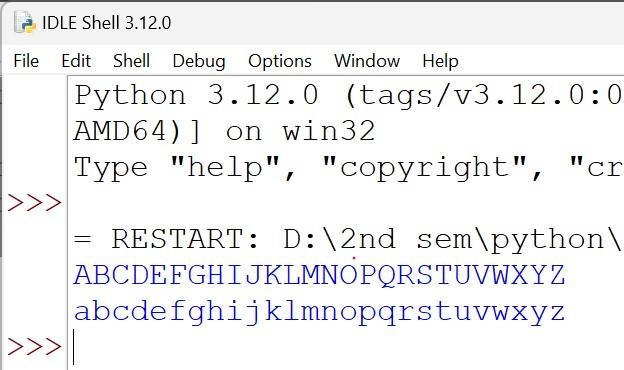 IDLE Shell 3.12.0
File Edit Shell Debug Options Window Help
Python 3.12.0 (tags/v3.12.0:0
AMD64)] on win32
Type "help", "copyright", "cr
>>>
= RESTART: D:\2nd sem\python\
ABCDEFGHIJKLMNOPQRSTUVWXYZ
abcdefghijklmnopqrstuvwxyz
>>>